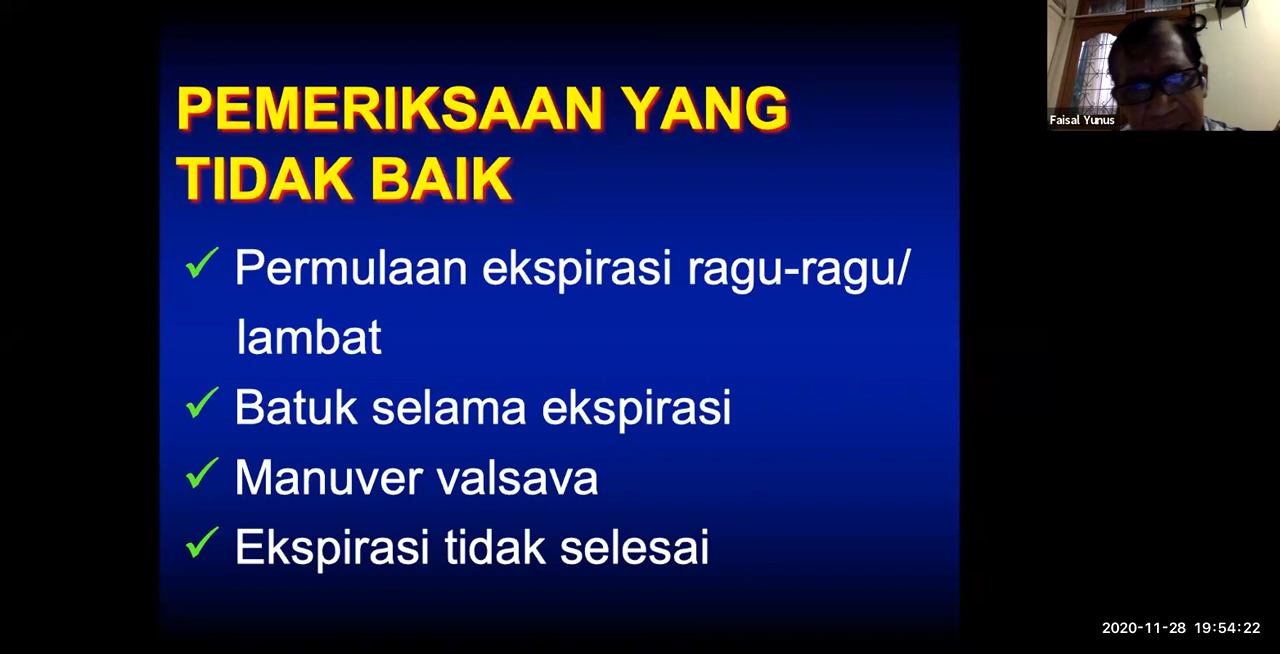 PEMERIKSAAN YANG
TIDAK BAIK
✓ Permulaan ekspirasi ragu-ragu/
lambat
✓ Batuk selama ekspirasi
✓ Manuver valsava
✓ Ekspirasi tidak selesai
Faisal Yunus
2020-11-28 19:54:22